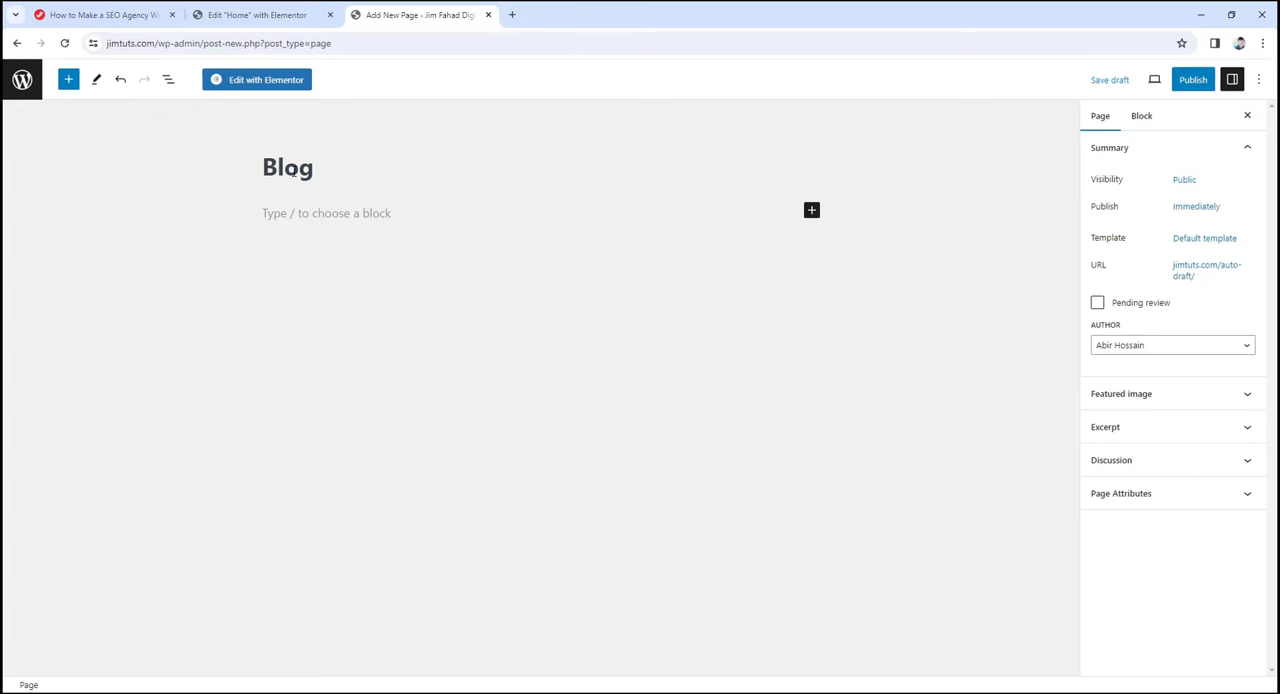 How to Make a SEO Agency We
Edit "Home" with Elementor
Add New Page ‹ Jim Fahad Dig
jimtuts.com/wp-admin/post-new.php?post_type=page
Edit with Elementor
Save draft
Publish
Page
Block
Blog
Type / to choose a block
Summary
Visibility
Public
Publish
Immediately
Template
Default template
URL
jimtuts.com/auto-
draft/
Pending review
AUTHOR
Abir Hossain
Featured image
Excerpt
Discussion
Page Attributes
Page